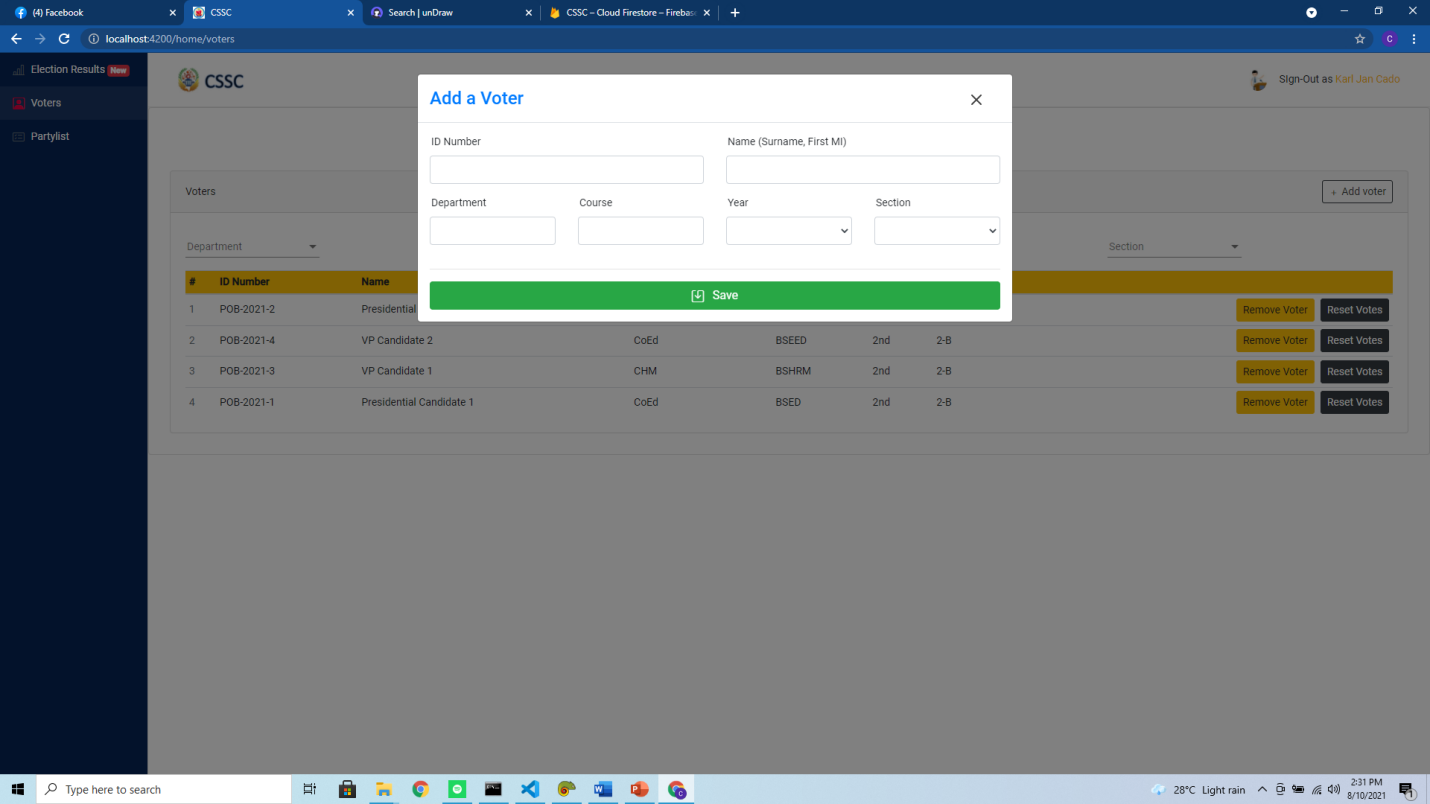 (4) Facebook
CSSC
Search | unDraw
CSSC – Cloud Firestore – Firebase
localhost:4200/home/voters
C
Election Results New
Voters
Partylist
CSSC
Sign-Out as Karl Jan Cado
Add a Voter
ID Number
Name (Surname, First MI)
Department
Course
Year
Section
Save
Voters
+ Add voter
Department
Section
# ID Number Name
1 POB-2021-2 Presidential Remove Voter Reset Votes
2 POB-2021-4 VP Candidate 2 CoEd BSEED 2nd 2-B Remove Voter Reset Votes
3 POB-2021-3 VP Candidate 1 CHM BSHRM 2nd 2-B Remove Voter Reset Votes
4 POB-2021-1 Presidential Candidate 1 CoEd BSED 2nd 2-B Remove Voter Reset Votes
Type here to search
28°C Light rain
2:31 PM
8/10/2021
1